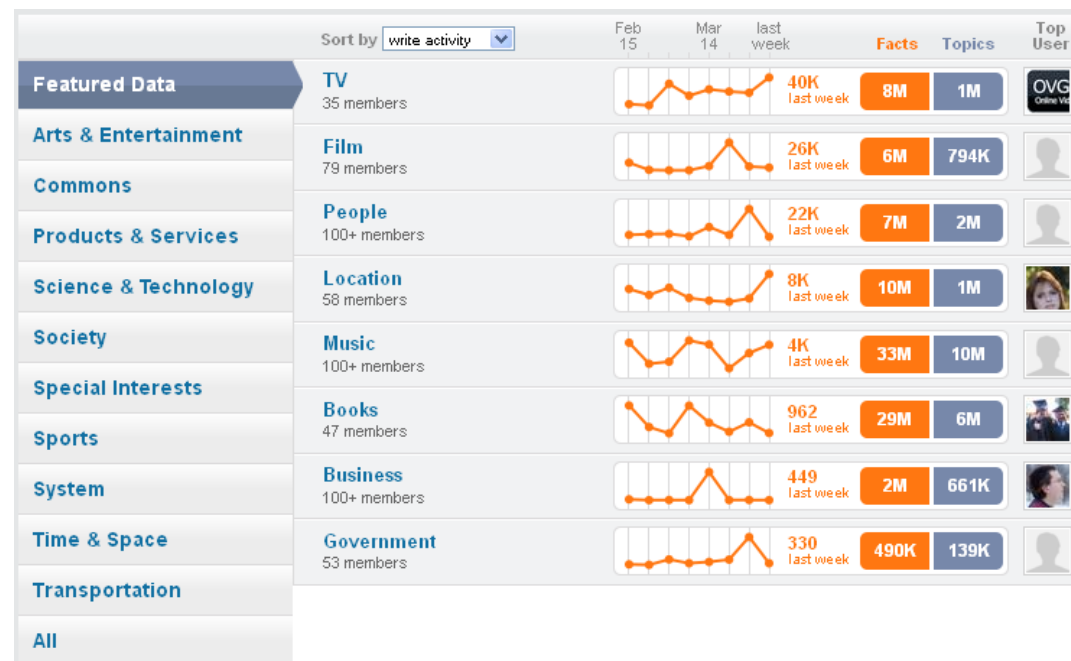 Sort by write activity
Feb 15
Mar 14
last week
Facts
Topics
Top User
Featured Data
Arts & Entertainment
Commons
Products & Services
Science & Technology
Society
Special Interests
Sports
System
Time & Space
Transportation
All
TV
35 members
40K
last week
8M
1M
OVG
Film
79 members
26K
last week
6M
794K
People
100+ members
22K
last week
7M
2M
Location
58 members
8K
last week
10M
1M
Music
100+ members
4K
last week
33M
10M
Books
47 members
962
last week
29M
6M
Business
100+ members
449
last week
2M
661K
Government
53 members
330
last week
490K
139K